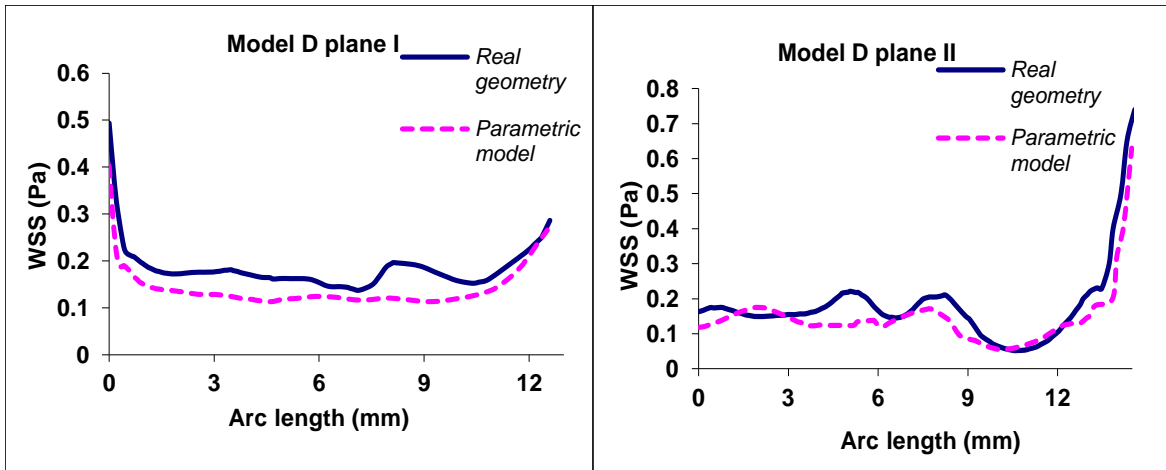 Model D plane I
Real
geometry
Parametric
model
WSS (Pa)
0.6
0.5
0.4
0.3
0.2
0.1
0
0 3 6 9 12
Arc length (mm)
Model D plane II
Real
geometry
Parametric
model
WSS (Pa)
0.8
0.7
0.6
0.5
0.4
0.3
0.2
0.1
0
0 3 6 9 12
Arc length (mm)